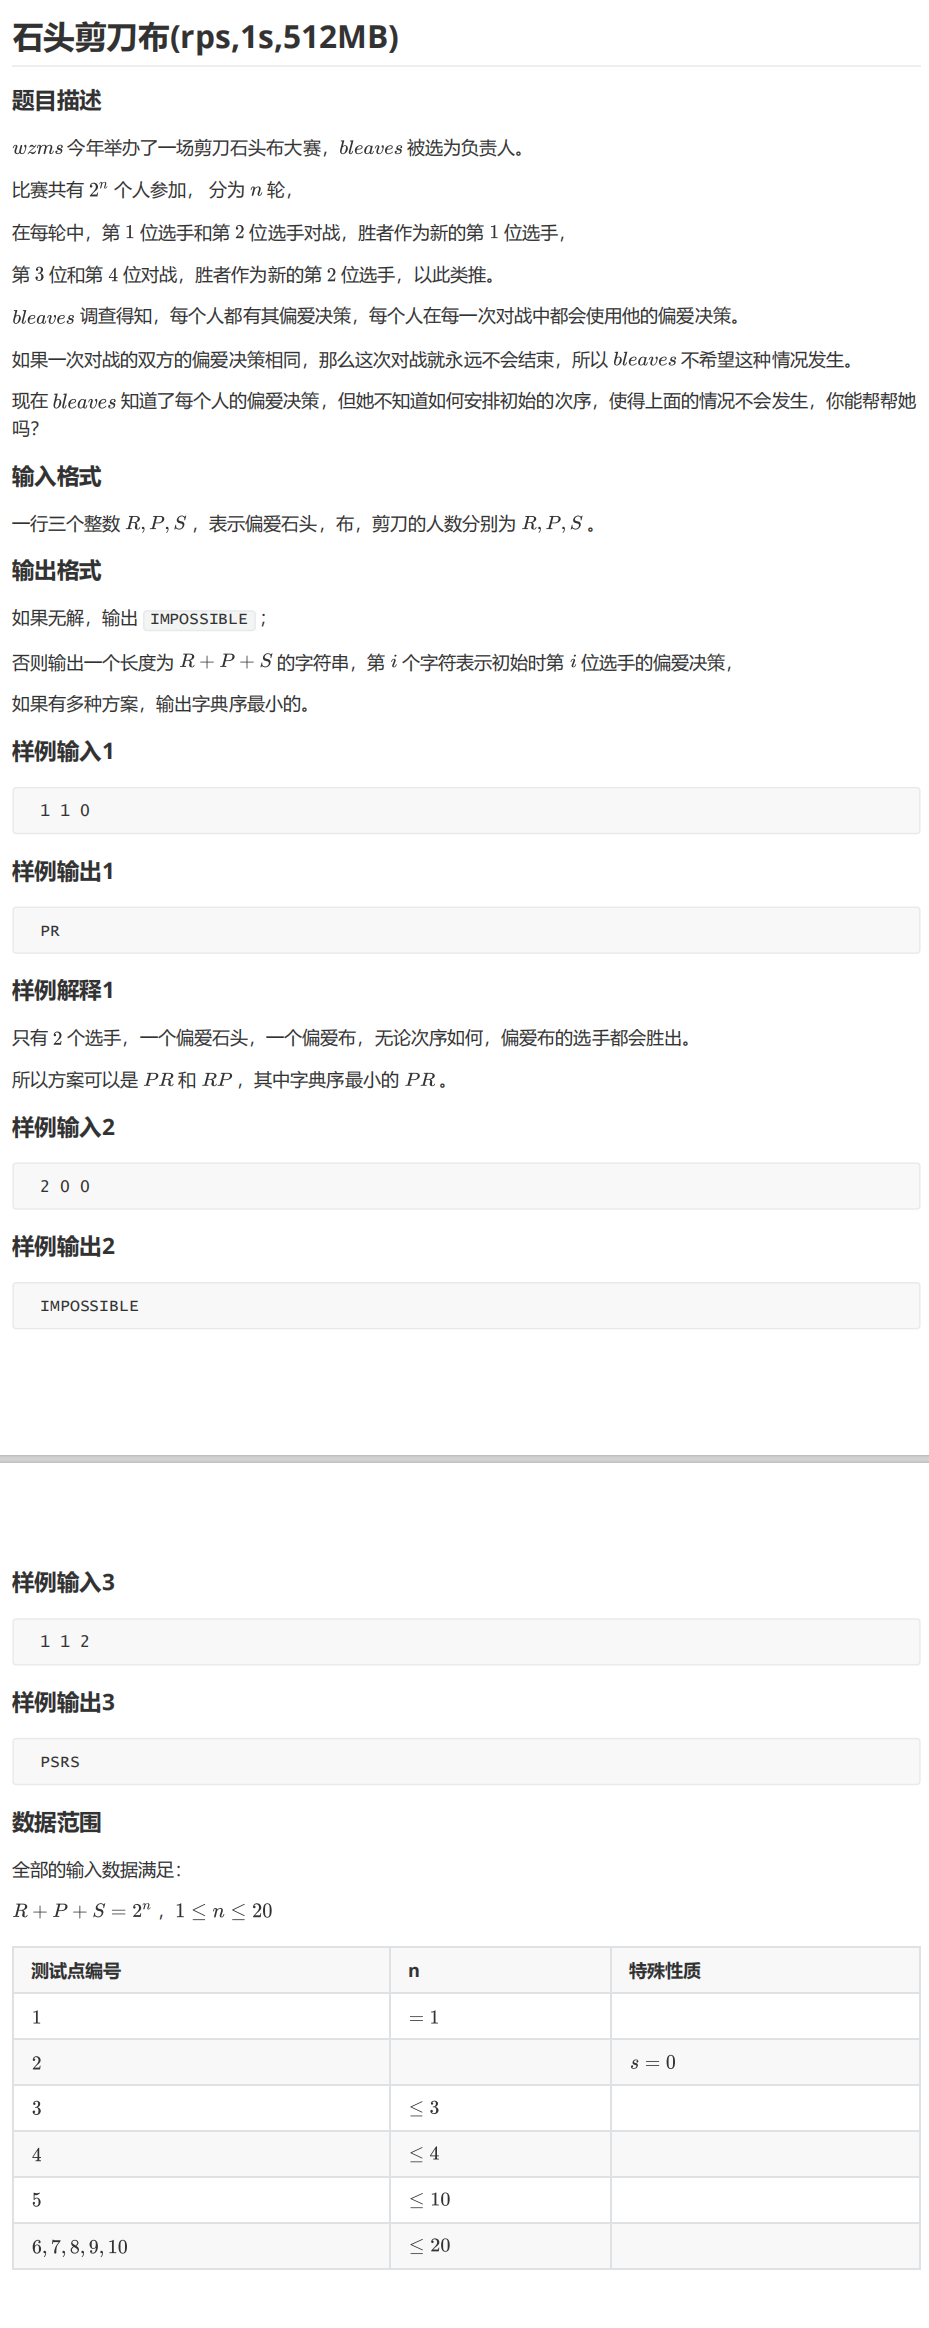 石头剪刀布(rps,1s,512MB)
题目描述
wzms 今年举办了一场剪刀石头布大赛，bleaves 被选为负责人。
比赛共有 2^n 个人参加， 分为 n 轮，
在每轮中，第 1 位选手和第 2 位选手对战，胜者作为新的第 1 位选手，
第 3 位和第 4 位对战，胜者作为新的第 2 位选手，以此类推。
bleaves 调查得知，每个人都有其偏爱决策，每个人在每一次对战中都会使用他的偏爱决策。
如果一次对战的双方的偏爱决策相同，那么这次对战就永远不会结束，所以 bleaves 不希望这种情况发生。
现在 bleaves 知道了每个人的偏爱决策，但她不知道如何安排初始的次序，使得上面的情况不会发生，你能帮帮她
吗？
输入格式
一行三个整数 R, P, S ，表示偏爱石头，布，剪刀的人数分别为 R, P, S 。
输出格式
如果无解，输出 IMPOSSIBLE ；
否则输出一个长度为 R + P + S 的字符串，第 i 个字符表示初始时第 i 位选手的偏爱决策，
如果有多种方案，输出字典序最小的。
样例输入1
1 1 0
样例输出1
PR
样例解释1
只有 2 个选手，一个偏爱石头，一个偏爱布，无论次序如何，偏爱布的选手都会胜出。
所以方案可以是 PR 和 RP ，其中字典序最小的 PR 。
样例输入2
2 0 0
样例输出2
IMPOSSIBLE
样例输入3
1 1 2
样例输出3
PSRS
数据范围
全部的输入数据满足：
R + P + S = 2^n ，1 ≤ n ≤ 20
测试点编号 n 特殊性质
1 = 1
2 s = 0
3 ≤ 3
4 ≤ 4
5 ≤ 10
6, 7, 8, 9, 10 ≤ 20